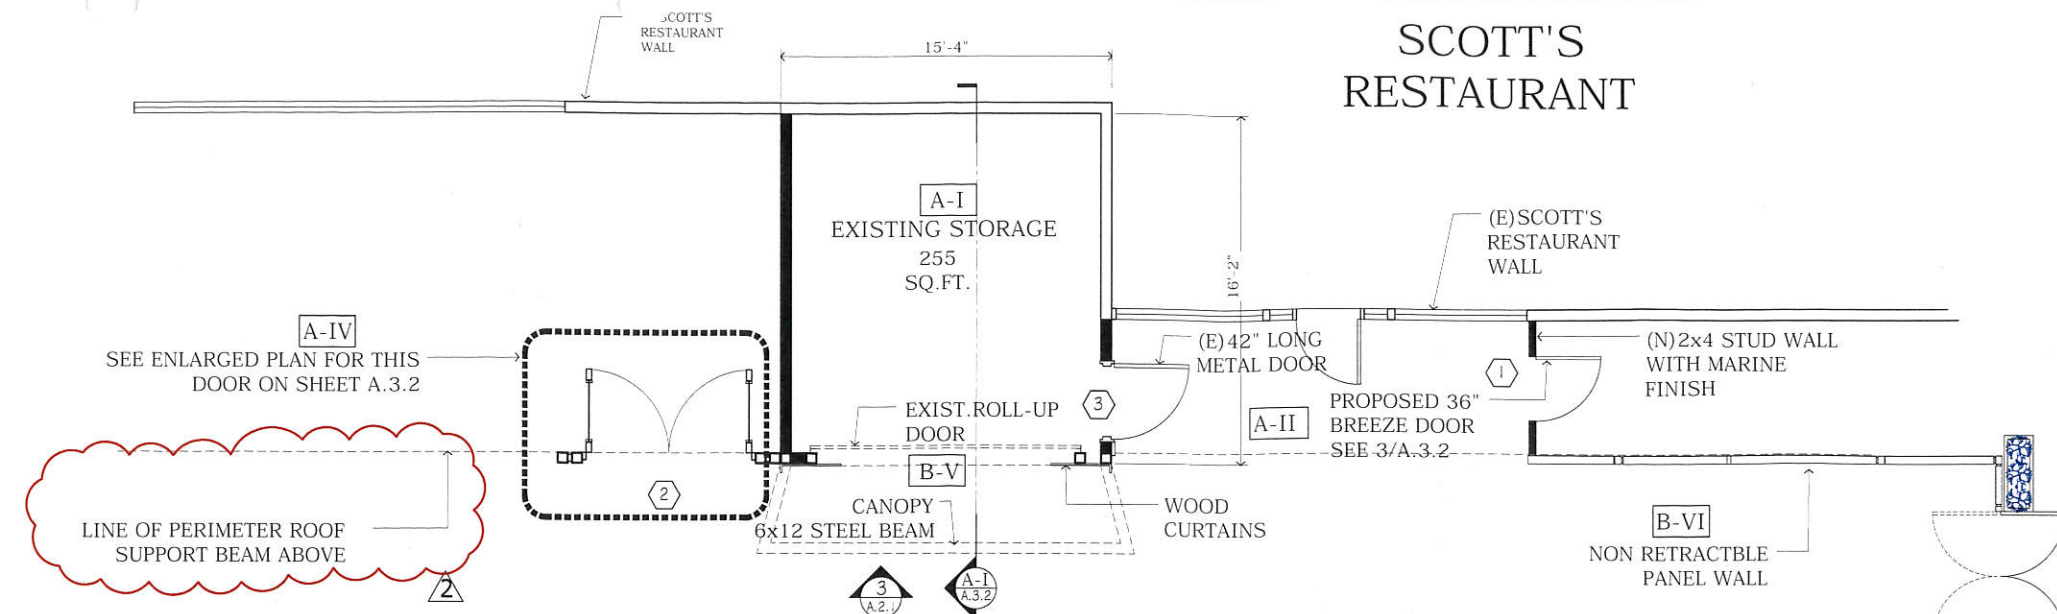 SCOTT'S
RESTAURANT
WALL
15'-4"
SCOTT'S
RESTAURANT
A-I
EXISTING STORAGE
255
SQ.FT.
16'-2"
(E)SCOTT'S
RESTAURANT
WALL
A-IV
SEE ENLARGED PLAN FOR THIS
DOOR ON SHEET A.3.2
(E)42" LONG
METAL DOOR
(N)2x4 STUD WALL
WITH MARINE
FINISH
1
3
EXIST.ROLL-UP
DOOR
A-II
PROPOSED 36"
BREEZE DOOR
SEE 3/A.3.2
B-V
2
CANOPY
6x12 STEEL BEAM
WOOD
CURTAINS
LINE OF PERIMETER ROOF
SUPPORT BEAM ABOVE
2
B-VI
NON RETRACTBLE
PANEL WALL
3
A.2.1
A-I
A.3.2